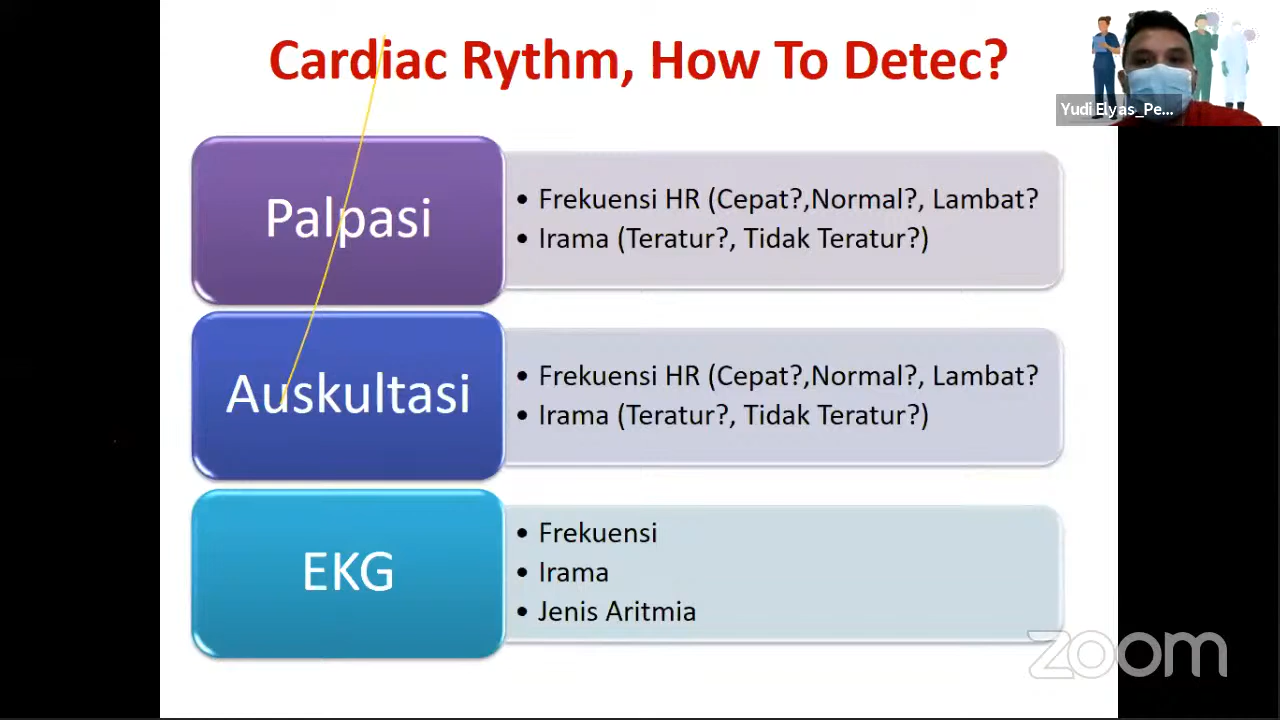 Cardiac Rythm, How To Detec?
Yudi Elyas_Pe...
Palpasi
• Frekuensi HR (Cepat?,Normal?, Lambat?
• Irama (Teratur?, Tidak Teratur?)
Auskultasi
• Frekuensi HR (Cepat?,Normal?, Lambat?
• Irama (Teratur?, Tidak Teratur?)
EKG
• Frekuensi
• Irama
• Jenis Aritmia
zoom